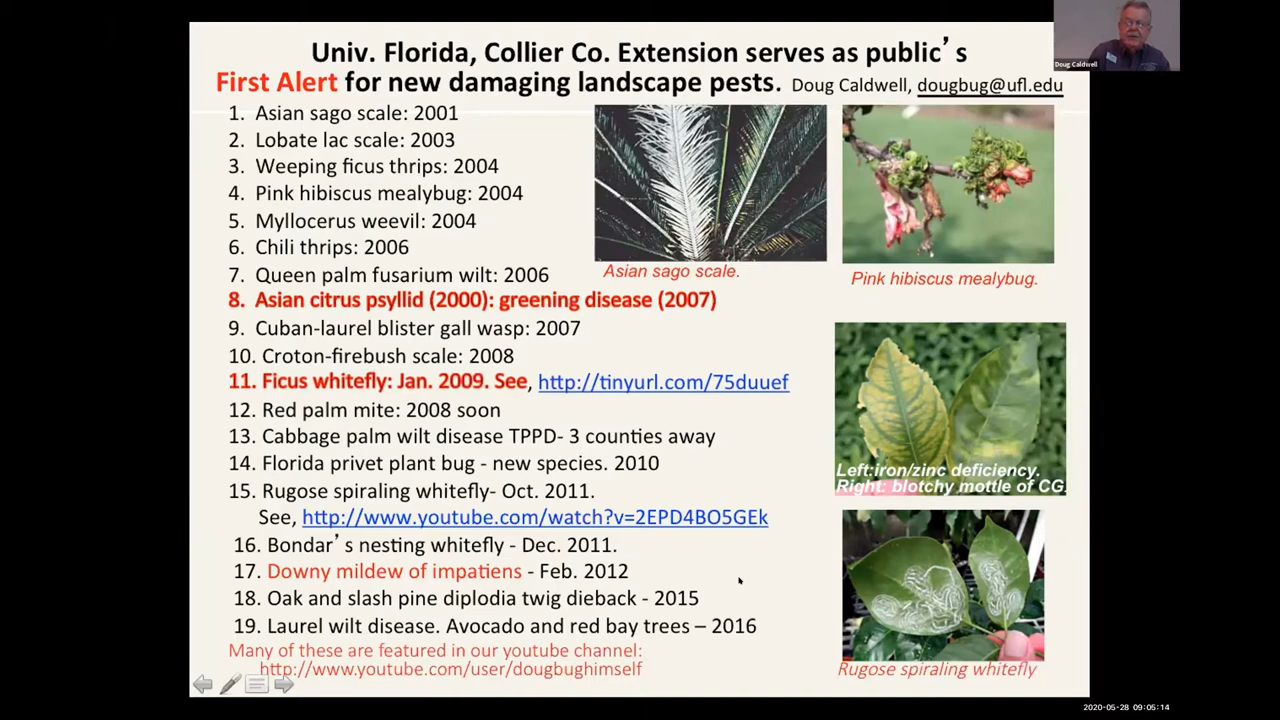 Univ. Florida, Collier Co. Extension serves as public's
First Alert for new damaging landscape pests. Doug Caldwell, dougbug@ufl.edu
Doug Caldwell
1. Asian sago scale: 2001
2. Lobate lac scale: 2003
3. Weeping ficus thrips: 2004
4. Pink hibiscus mealybug: 2004
5. Myllocerus weevil: 2004
6. Chili thrips: 2006
7. Queen palm fusarium wilt: 2006
8. Asian citrus psyllid (2000): greening disease (2007)
9. Cuban-laurel blister gall wasp: 2007
10. Croton-firebush scale: 2008
11. Ficus whitefly: Jan. 2009. See, http://tinyurl.com/75duuef
12. Red palm mite: 2008 soon
13. Cabbage palm wilt disease TPPD- 3 counties away
14. Florida privet plant bug - new species. 2010
15. Rugose spiraling whitefly- Oct. 2011.
See, http://www.youtube.com/watch?v=2EPD4BO5GEk
16. Bondar's nesting whitefly - Dec. 2011.
17. Downy mildew of impatiens - Feb. 2012
18. Oak and slash pine diplodia twig dieback - 2015
19. Laurel wilt disease. Avocado and red bay trees – 2016
Many of these are featured in our youtube channel:
http://www.youtube.com/user/dougbughimself
Asian sago scale.
Pink hibiscus mealybug.
Left:iron/zinc deficiency.
Right: blotchy mottle of CG.
Rugose spiraling whitefly
2020-05-28 09:05:14